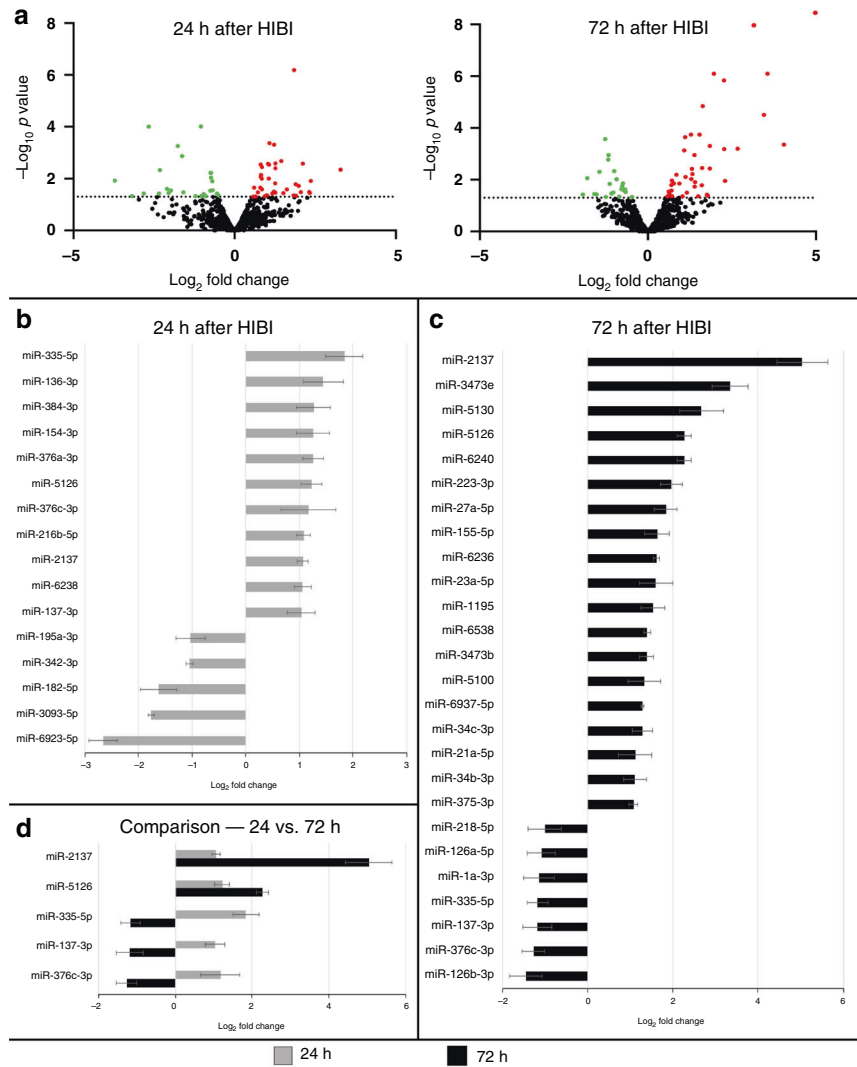 a
24 h after HIBI
72 h after HIBI
–Log10 p value
8
6
4
2
0
–5
0
5
Log2 fold change
–Log10 p value
8
6
4
2
0
–5
0
5
Log2 fold change
b
24 h after HIBI
miR-335-5p
miR-136-3p
miR-384-3p
miR-154-3p
miR-376a-3p
miR-5126
miR-376c-3p
miR-216b-5p
miR-2137
miR-6238
miR-137-3p
miR-195a-3p
miR-342-3p
miR-182-5p
miR-3093-5p
miR-6923-5p
–3 –2 –1 0 1 2 3
Log2 fold change
c
72 h after HIBI
miR-2137
miR-3473e
miR-5130
miR-5126
miR-6240
miR-223-3p
miR-27a-5p
miR-155-5p
miR-6236
miR-23a-5p
miR-1195
miR-6538
miR-3473b
miR-5100
miR-6937-5p
miR-34c-3p
miR-21a-5p
miR-34b-3p
miR-375-3p
miR-218-5p
miR-126a-5p
miR-1a-3p
miR-335-5p
miR-137-3p
miR-376c-3p
miR-126b-3p
–2 0 2 4 6
Log2 fold change
d
Comparison — 24 vs. 72 h
miR-2137
miR-5126
miR-335-5p
miR-137-3p
miR-376c-3p
–2 0 2 4 6
Log2 fold change
24 h
72 h